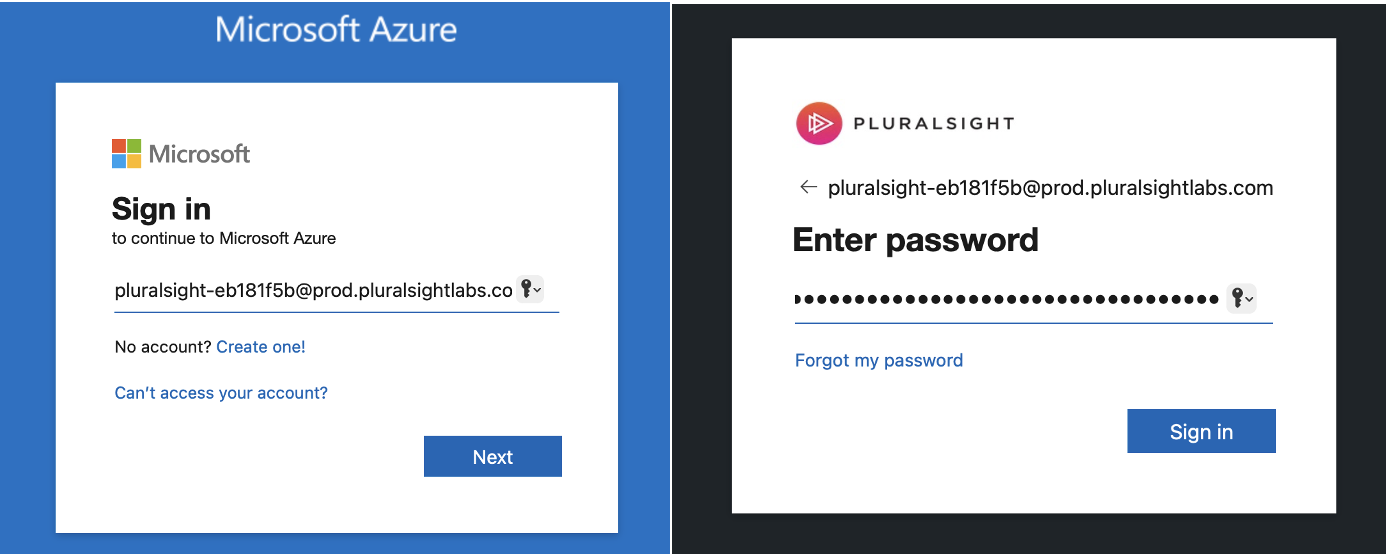 Microsoft Azure
Microsoft
Sign in
to continue to Microsoft Azure
pluralsight-eb181f5b@prod.pluralsightlabs.co
No account? Create one!
Can't access your account?
Next
PLURALSIGHT
pluralsight-eb181f5b@prod.pluralsightlabs.com
Enter password
Forgot my password
Sign in